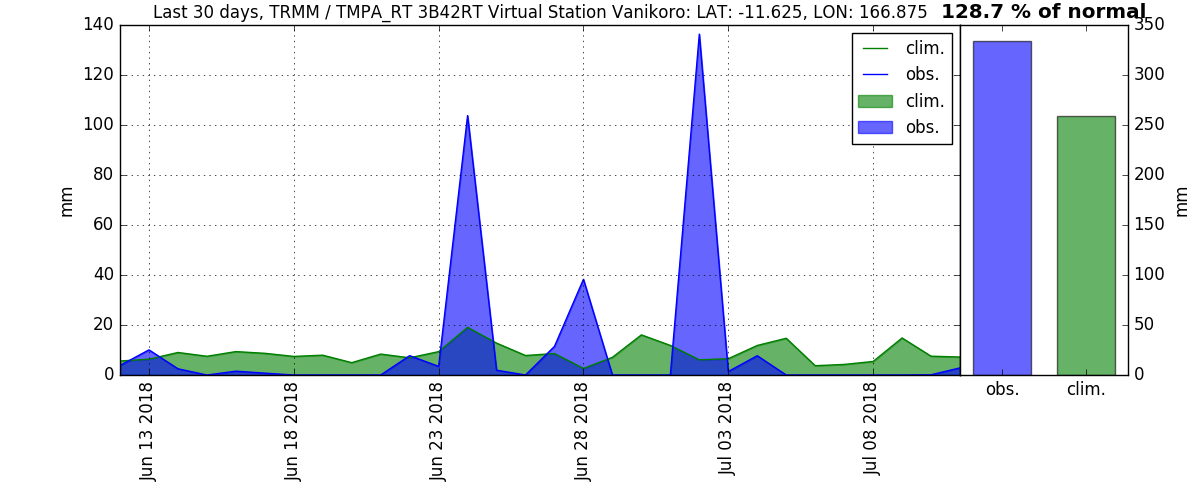 Last 30 days, TRMM / TMPA_RT 3B42RT Virtual Station Vanikoro: LAT: -11.625, LON: 166.875
128.7 % of normal
mm
140
120
100
80
60
40
20
0
Jun 13 2018
Jun 18 2018
Jun 23 2018
Jun 28 2018
Jul 03 2018
Jul 08 2018
clim.
obs.
clim.
obs.
350
300
250
200
150
100
50
0
mm
obs.
clim.